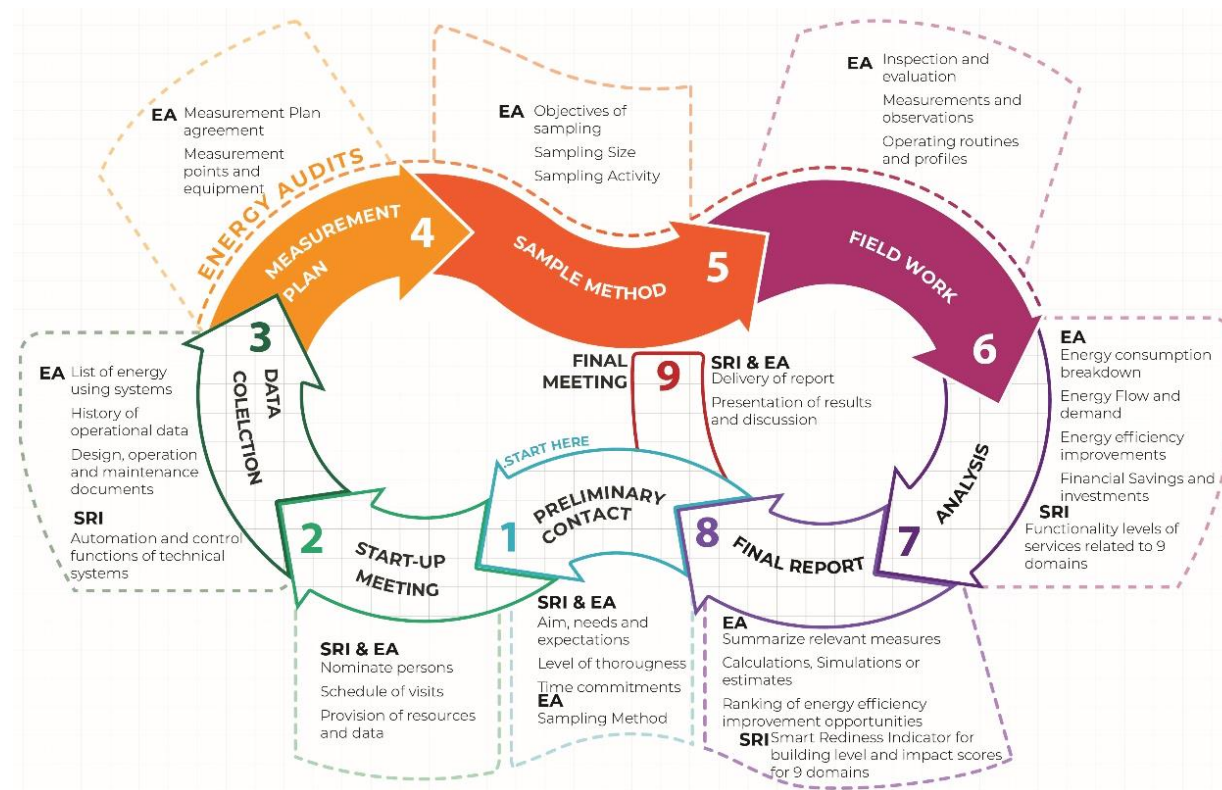 EA Measurement Plan
agreement
Measurement
points and
equipment
EA Objectives of
sampling
Sampling Size
Sampling Activity
EA Inspection and
evaluation
Measurements and
observations
Operating routines
and profiles
ENERGY AUDITS
MEASUREMENT
PLAN
4
SAMPLE METHOD
5
FIELD WORK
6
3
DATA
COLELCTION
EA List of energy
using systems
History of
operational data
Design, operation
and maintenance
documents
SRI
Automation and control
functions of technical
systems
FINAL
MEETING
9
SRI & EA
Delivery of report
Presentation of results
and discussion
EA
Energy consumption
breakdown
Energy Flow and
demand
Energy efficiency
improvements
Financial Savings and
investments
SRI
Functionality levels of
services related to 9
domains
START HERE
1
PRELIMINARY
CONTACT
2
START-UP
MEETING
8
FINAL REPORT
7
ANALYSIS
SRI & EA
Nominate persons
Schedule of visits
Provision of resources
and data
SRI & EA
Aim, needs and
expectations
Level of thorougness
Time commitments
EA
Sampling Method
EA
Summarize relevant measures
Calculations, Simulations or
estimates
Ranking of energy efficiency
improvement opportunities
SRI Smart Rediness Indicator for
building level and impact scores
for 9 domains